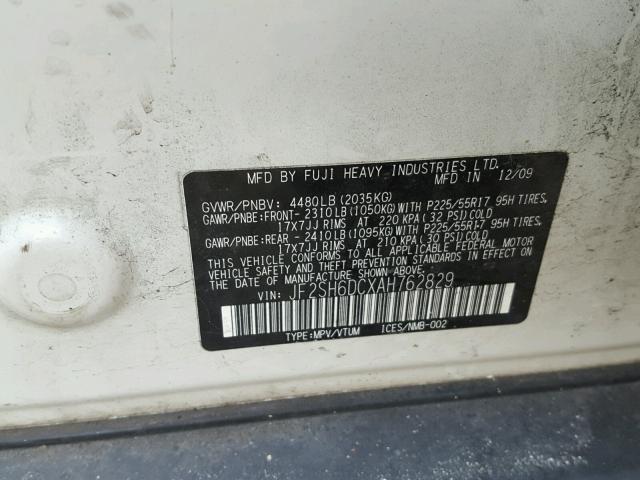 MFD BY FUJI HEAVY INDUSTRIES LTD.
MFD IN 12/09
GVWR/PNBV: 4480LB (2035KG)
GAWR/PNBE:FRONT- 2310LB (1050KG) WITH P225/55R17 95H TIRES,
17X7JJ RIMS AT 220 KPA (32 PSI) COLD
GAWR/PNBE:REAR - 2410LB (1095KG) WITH P225/55R17 95H TIRES,
17X7JJ RIMS AT 210 KPA (30 PSI) COLD
THIS VEHICLE CONFORMS TO ALL APPLICABLE FEDERAL MOTOR
VEHICLE SAFETY AND THEFT PREVENTION STANDARDS IN EFFECT
ON THE DATE OF MANUFACTURE SHOWN ABOVE.
VIN: JF2SH6DCXAH762829
TYPE:MPV/VTUM ICES/NMB-002